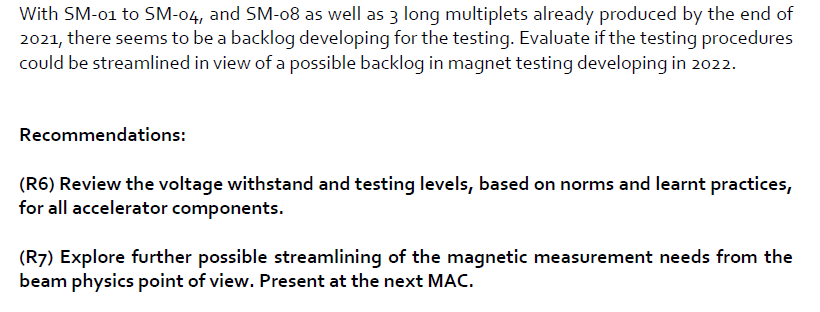 With SM-01 to SM-04, and SM-08 as well as 3 long multiplets already produced by the end of
2021, there seems to be a backlog developing for the testing. Evaluate if the testing procedures
could be streamlined in view of a possible backlog in magnet testing developing in 2022.
Recommendations:
(R6) Review the voltage withstand and testing levels, based on norms and learnt practices,
for all accelerator components.
(R7) Explore further possible streamlining of the magnetic measurement needs from the
beam physics point of view. Present at the next MAC.